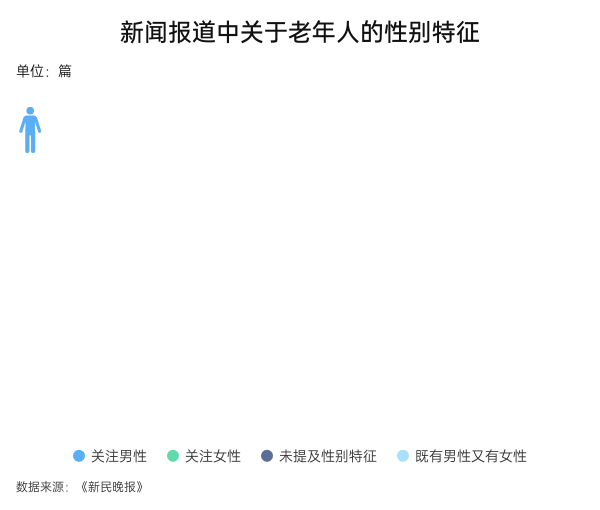 新闻报道中关于老年人的性别特征
单位：篇
关注男性 关注女性 未提及性别特征 既有男性又有女性
数据来源：《新民晚报》